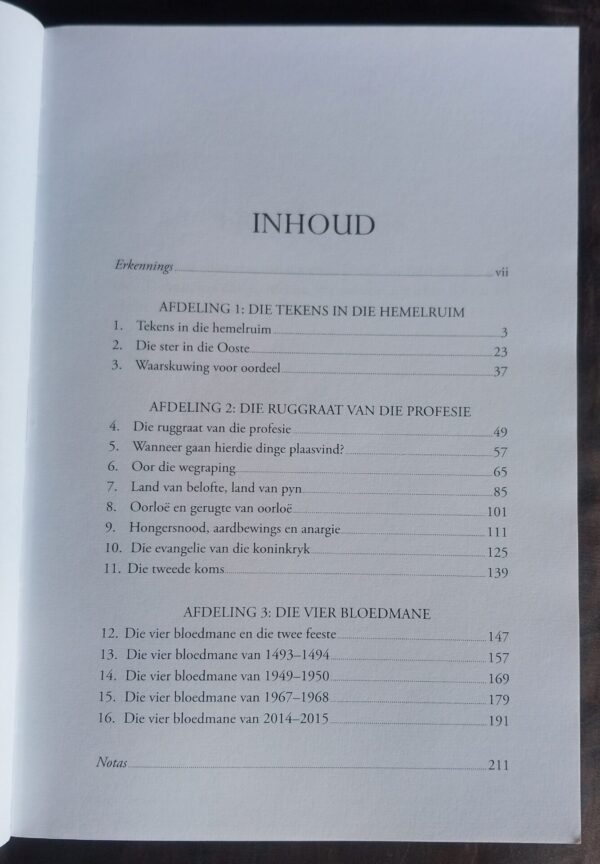 INHOUD
Erkennings vii
AFDELING 1: DIE TEKENS IN DIE HEMELRUIM
1. Tekens in die hemelruim 3
2. Die ster in die Ooste 23
3. Waarskuwing voor oordeel 37
AFDELING 2: DIE RUGGRAAT VAN DIE PROFESIE
4. Die ruggraat van die profesie 49
5. Wanneer gaan hierdie dinge plaasvind? 57
6. Oor die wegraping 65
7. Land van belofte, land van pyn 85
8. Oorloë en gerugte van oorloë 101
9. Hongersnood, aardbewings en anargie 111
10. Die evangelie van die koninkryk 125
11. Die tweede koms 139
AFDELING 3: DIE VIER BLOEDMANE
12. Die vier bloedmane en die twee feeste 147
13. Die vier bloedmane van 1493–1494 157
14. Die vier bloedmane van 1949–1950 169
15. Die vier bloedmane van 1967–1968 179
16. Die vier bloedmane van 2014–2015 191
Notas 211